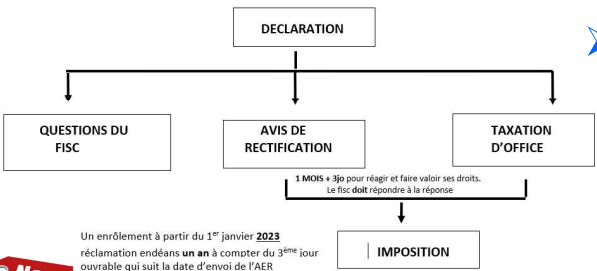 DECLARATION
QUESTIONS DU
FISC
AVIS DE
RECTIFICATION
TAXATION
D'OFFICE
1 MOIS + 3jo pour réagir et faire valoir ses droits.
Le fisc doit répondre à la réponse
Un enrôlement à partir du 1er janvier 2023
réclamation endéans un an à compter du 3ème jour
ouvrable qui suit la date d'envoi de l'AER
IMPOSITION